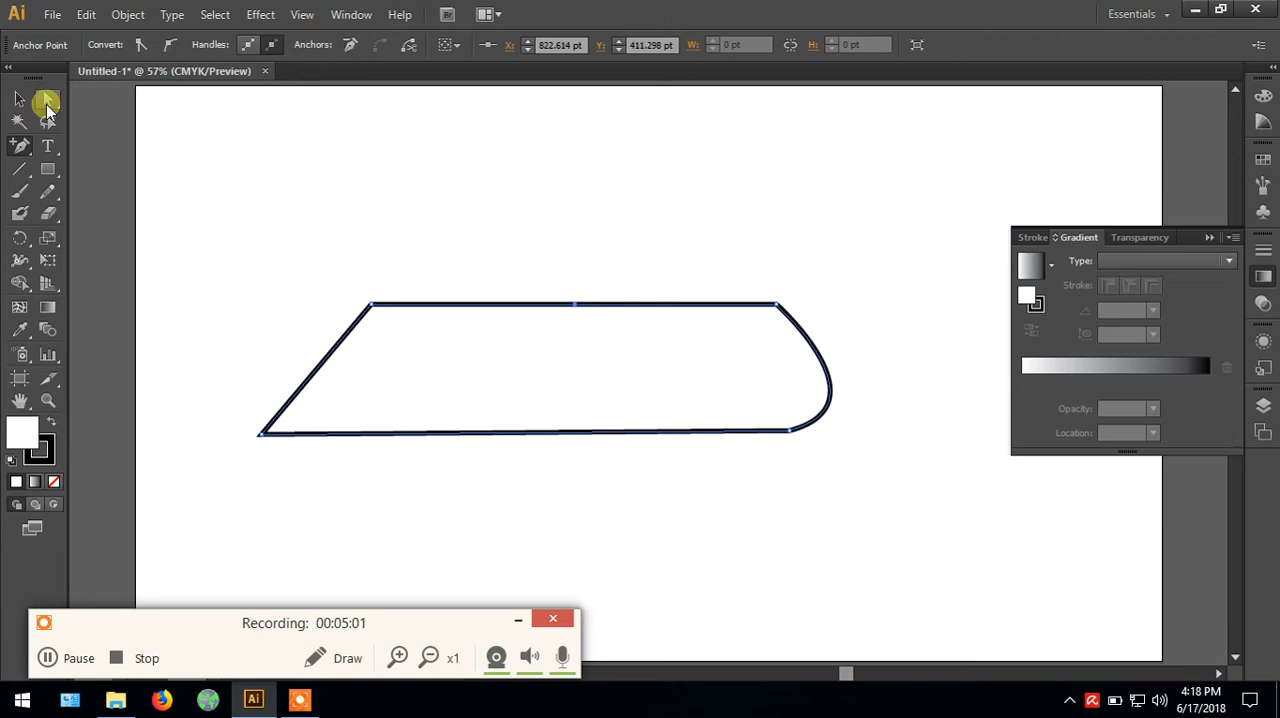 Ai File Edit Object Type Select Effect View Window Help Br Essentials
Anchor Point Convert: Handles: Anchors: X: 822.614 pt Y: 411.298 pt W: 0 pt H: 0 pt
Untitled-1* @ 57% (CMYK/Preview)
T
Stroke Gradient Transparency
Type:
Stroke:
Opacity:
Location:
Recording: 00:05:01
Pause Stop Draw x1
Ai
4:18 PM
6/17/2018